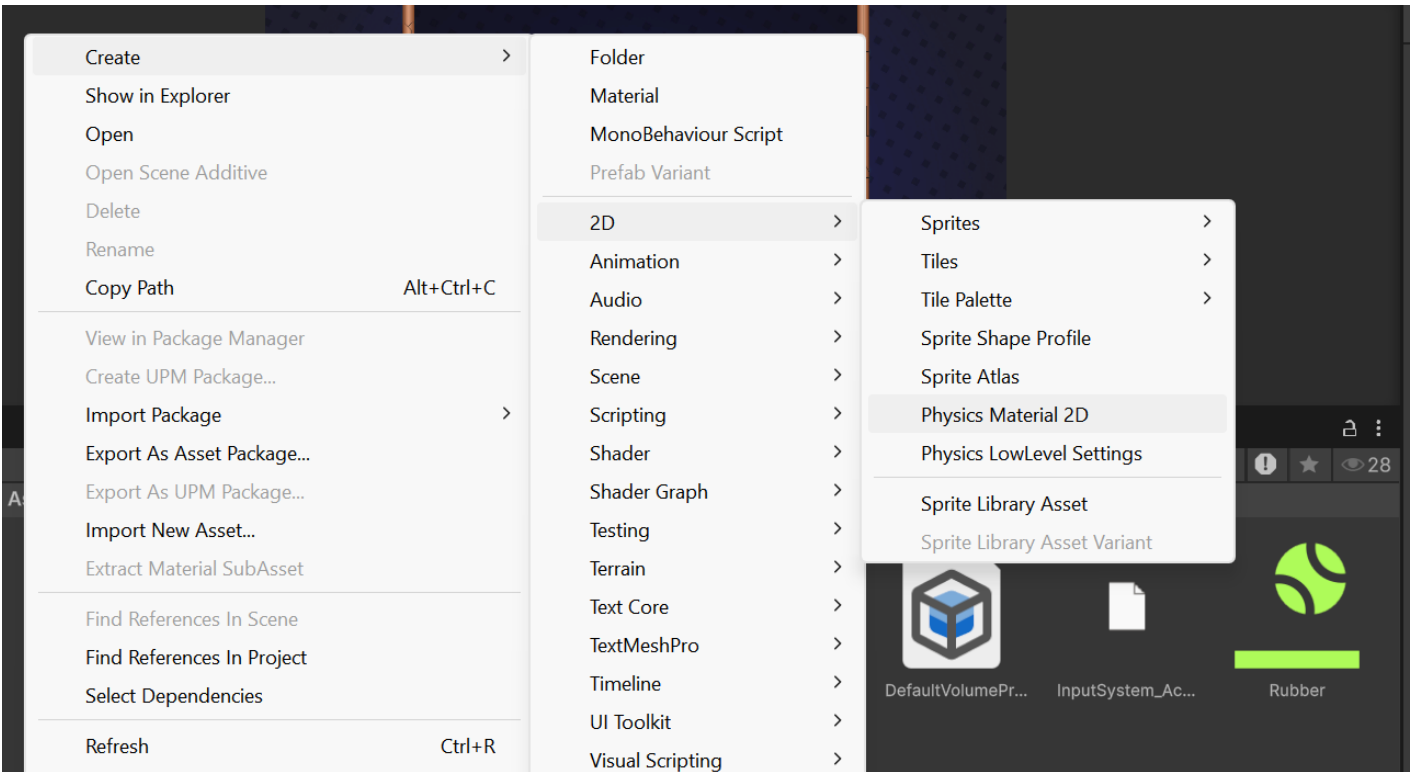 Create
Show in Explorer
Open
Open Scene Additive
Delete
Rename
Copy Path Alt+Ctrl+C
View in Package Manager
Create UPM Package...
Import Package
Export As Asset Package...
Export As UPM Package...
Import New Asset...
Extract Material SubAsset
Find References In Scene
Find References In Project
Select Dependencies
Refresh Ctrl+R
Folder
Material
MonoBehaviour Script
Prefab Variant
2D
Animation
Audio
Rendering
Scene
Scripting
Shader
Shader Graph
Testing
Terrain
Text Core
TextMeshPro
Timeline
UI Toolkit
Visual Scripting
Sprites
Tiles
Tile Palette
Sprite Shape Profile
Sprite Atlas
Physics Material 2D
Physics LowLevel Settings
Sprite Library Asset
Sprite Library Asset Variant
28
DefaultVolumePr...
InputSystem_Ac...
Rubber